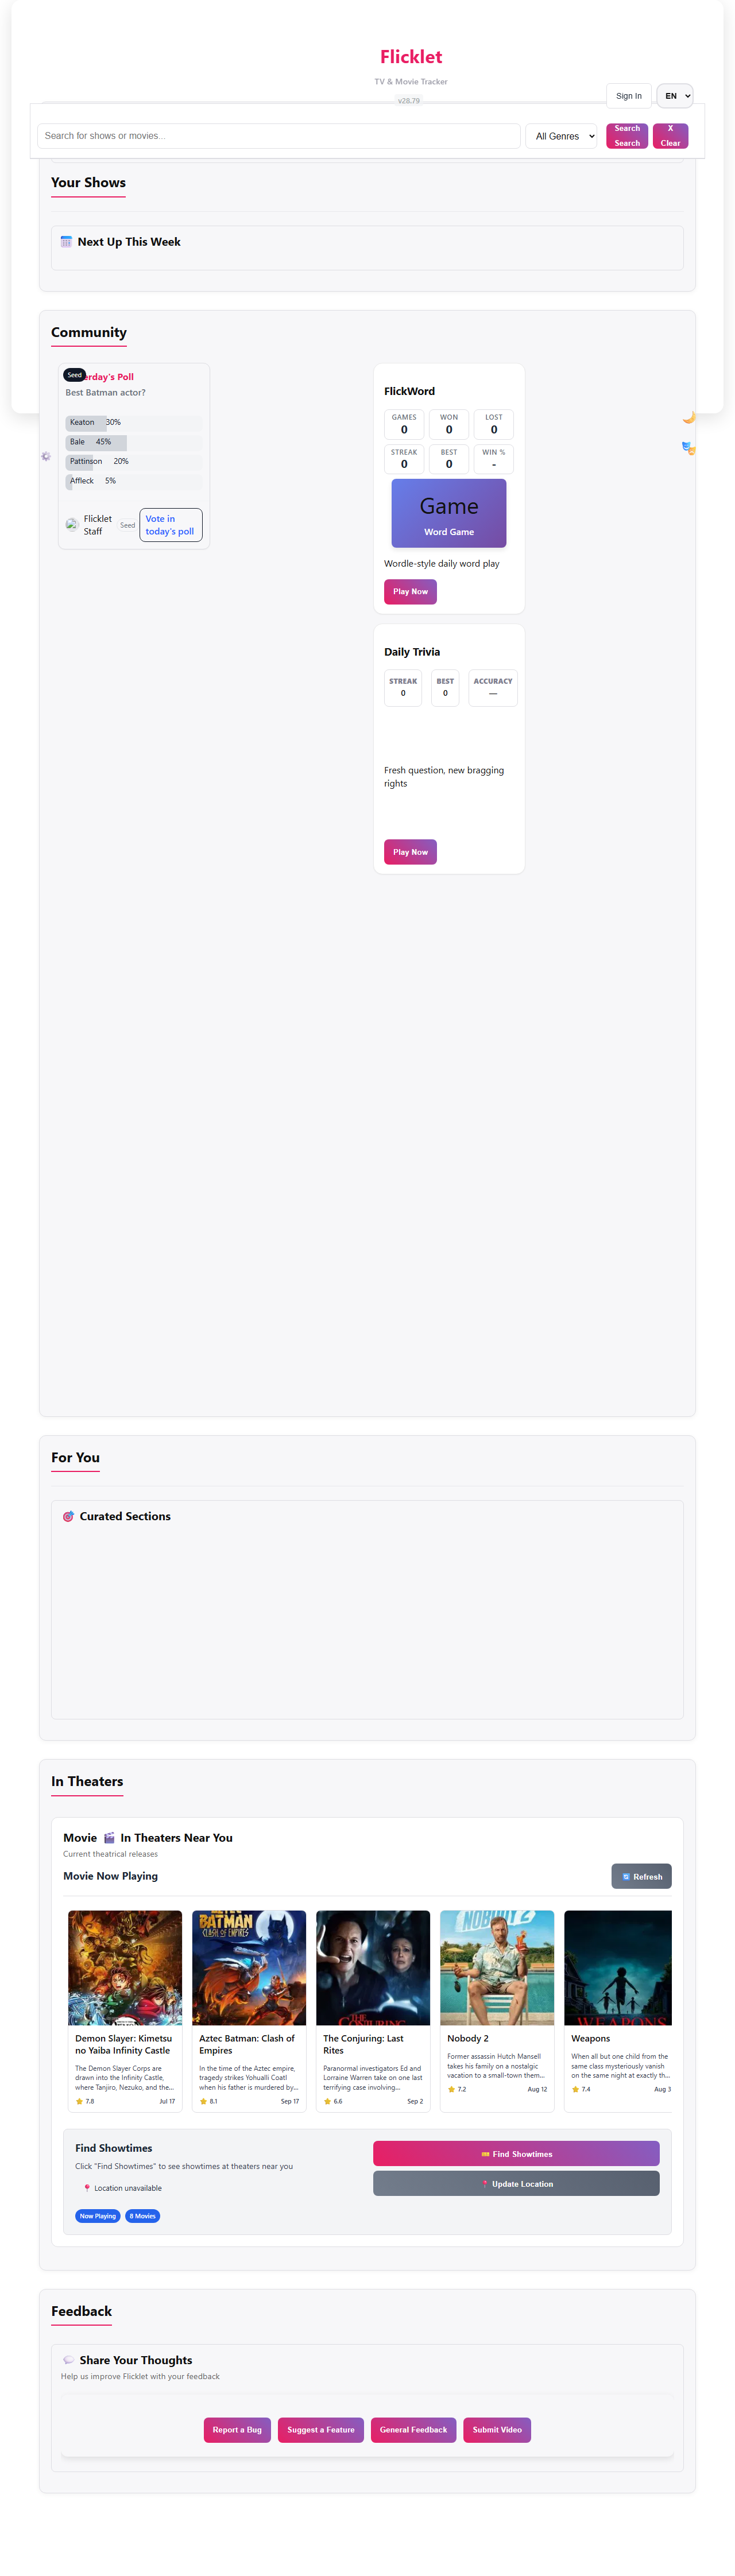 Flicklet
TV & Movie Tracker
v28.79
Sign In
EN
Search for shows or movies...
All Genres
Search
Search
X
Clear
Your Shows
Next Up This Week
Community
Seed
erday's Poll
Best Batman actor?
Keaton 30%
Bale 45%
Pattinson 20%
Affleck 5%
Flicklet
Staff
Seed
Vote in
today's poll
FlickWord
GAMES
0
WON
0
LOST
0
STREAK
0
BEST
0
WIN %
-
Game
Word Game
Wordle-style daily word play
Play Now
Daily Trivia
STREAK
0
BEST
0
ACCURACY
—
Fresh question, new bragging
rights
Play Now
For You
Curated Sections
In Theaters
Movie In Theaters Near You
Current theatrical releases
Movie Now Playing
Refresh
BATMAN
CLASH OF EMPIRES
THE
CONJURING
NOBODY 2
WEAPONS
Demon Slayer: Kimetsu
no Yaiba Infinity Castle
The Demon Slayer Corps are
drawn into the Infinity Castle,
where Tanjiro, Nezuko, and the...
7.8
Jul 17
Aztec Batman: Clash of
Empires
In the time of the Aztec empire,
tragedy strikes Yohualli Coatl
when his father is murdered by...
8.1
Sep 17
The Conjuring: Last
Rites
Paranormal investigators Ed and
Lorraine Warren take on one last
terrifying case involving...
6.6
Sep 2
Nobody 2
Former assassin Hutch Mansell
takes his family on a nostalgic
vacation to a small-town them...
7.2
Aug 12
Weapons
When all but one child from the
same class mysteriously vanish
on the same night at exactly th...
7.4
Aug 3
Find Showtimes
Click "Find Showtimes" to see showtimes at theaters near you
Location unavailable
Now Playing
8 Movies
Find Showtimes
Update Location
Feedback
Share Your Thoughts
Help us improve Flicklet with your feedback
Report a Bug
Suggest a Feature
General Feedback
Submit Video